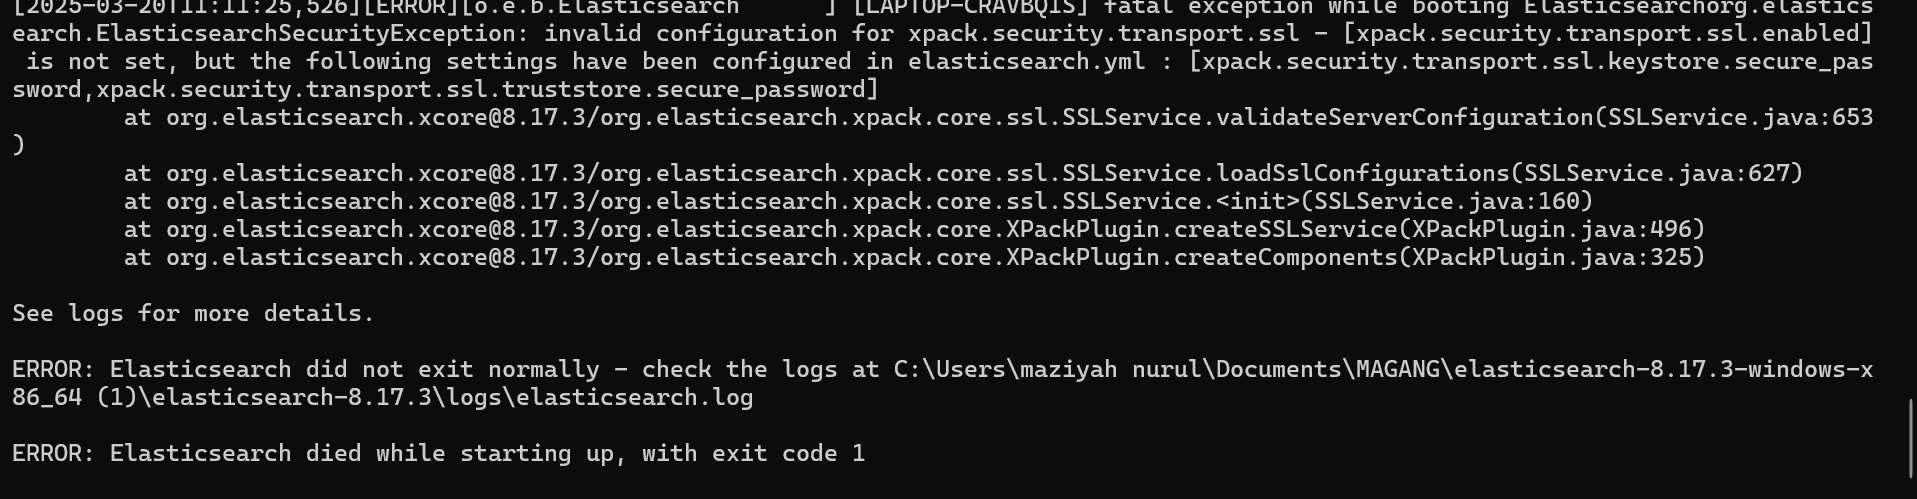 [2025-03-20T11:11:25,526][ERROR][o.e.b.Elasticsearch      ] [LAPTOP-CRAVBQIS] fatal exception while booting Elasticsearchorg.elastics
earch.ElasticsearchSecurityException: invalid configuration for xpack.security.transport.ssl - [xpack.security.transport.ssl.enabled]
 is not set, but the following settings have been configured in elasticsearch.yml : [xpack.security.transport.ssl.keystore.secure_pas
sword,xpack.security.transport.ssl.truststore.secure_password]
        at org.elasticsearch.xcore@8.17.3/org.elasticsearch.xpack.core.ssl.SSLService.validateServerConfiguration(SSLService.java:653
)
        at org.elasticsearch.xcore@8.17.3/org.elasticsearch.xpack.core.ssl.SSLService.loadSslConfigurations(SSLService.java:627)
        at org.elasticsearch.xcore@8.17.3/org.elasticsearch.xpack.core.ssl.SSLService.<init>(SSLService.java:160)
        at org.elasticsearch.xcore@8.17.3/org.elasticsearch.xpack.core.XPackPlugin.createSSLService(XPackPlugin.java:496)
        at org.elasticsearch.xcore@8.17.3/org.elasticsearch.xpack.core.XPackPlugin.createComponents(XPackPlugin.java:325)

See logs for more details.

ERROR: Elasticsearch did not exit normally - check the logs at C:\Users\maziyah nurul\Documents\MAGANG\elasticsearch-8.17.3-windows-x
86_64 (1)\elasticsearch-8.17.3\logs\elasticsearch.log

ERROR: Elasticsearch died while starting up, with exit code 1